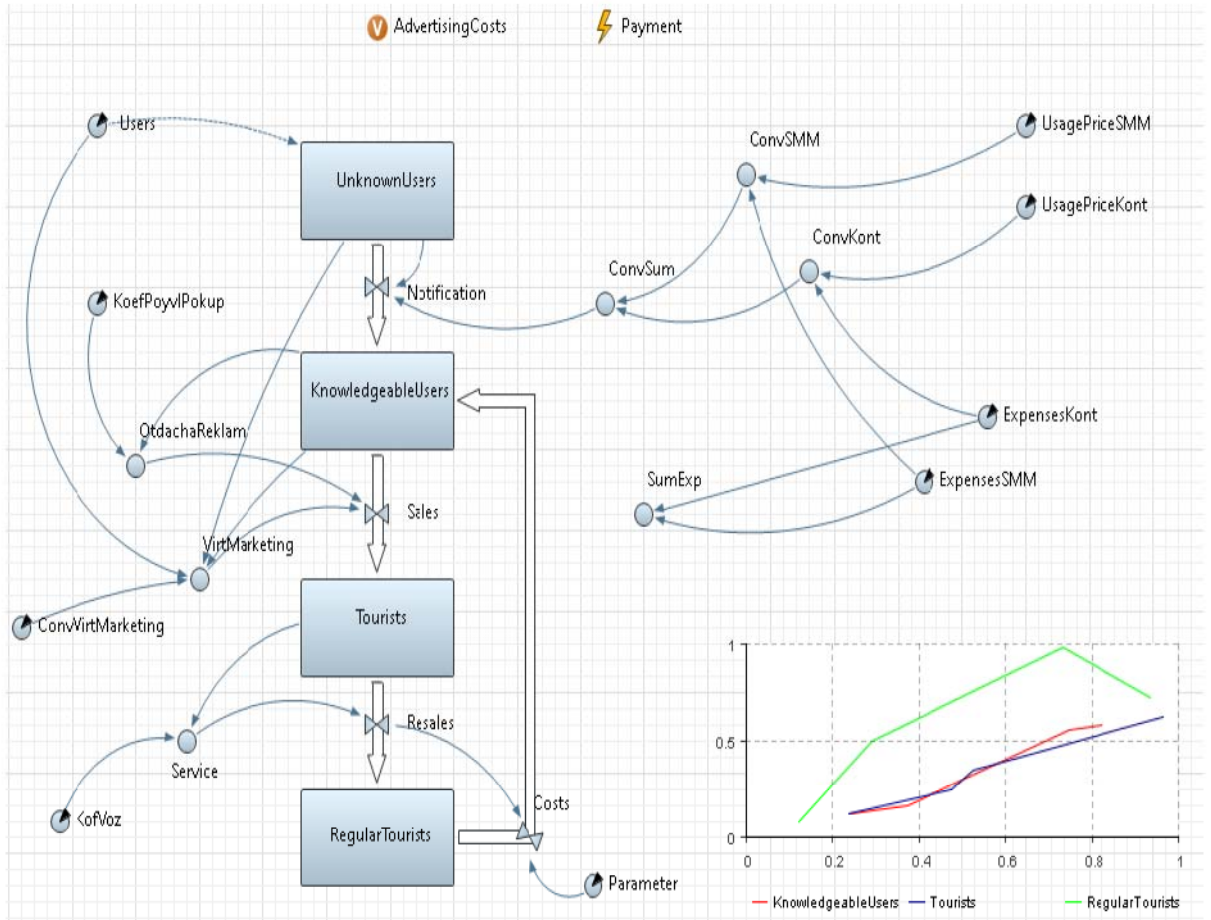 V AdvertisingCosts
Payment
Users
UsagePriceSMM
ConvSMM
UnknownUsers
UsagePriceKont
ConvKont
ConvSum
Notification
KoefPoyvlPokup
KnowledgeableUsers
ExpensesKont
OtdachaReklam
SumExp
ExpensesSMM
Sales
VirtMarketing
Tourists
ConvVirtMarketing
Resales
Service
Costs
KofVoz
RegularTourists
Parameter
1
0.5
0
0
0.2
0.4
0.6
0.8
1
KnowledgeableUsers
Tourists
RegularTourists